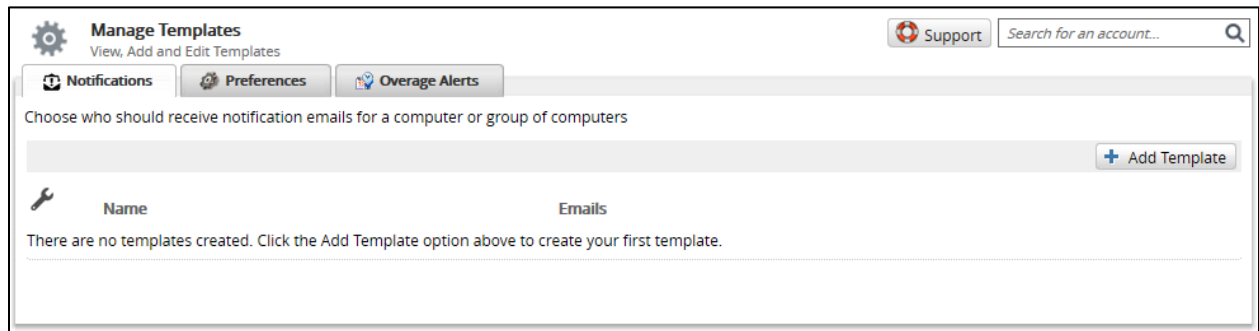 Manage Templates
View, Add and Edit Templates
Support
Search for an account...
Notifications
Preferences
Overage Alerts
Choose who should receive notification emails for a computer or group of computers
+ Add Template
Name
Emails
There are no templates created. Click the Add Template option above to create your first template.